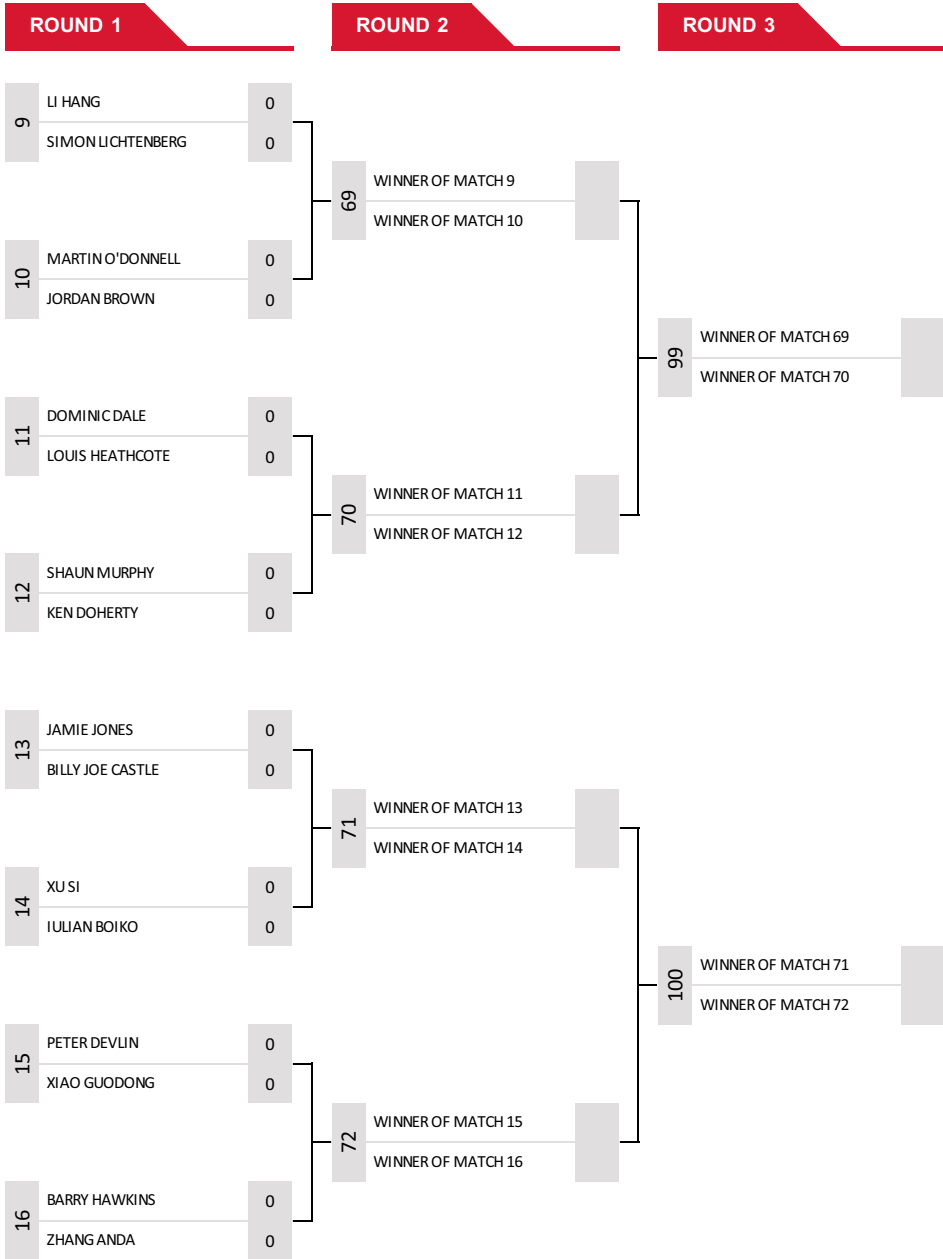 ROUND 1
ROUND 2
ROUND 3
9
LI HANG 0
SIMON LICHTENBERG 0
69
WINNER OF MATCH 9
WINNER OF MATCH 10
10
MARTIN O'DONNELL 0
JORDAN BROWN 0
99
WINNER OF MATCH 69
WINNER OF MATCH 70
11
DOMINIC DALE 0
LOUIS HEATHCOTE 0
70
WINNER OF MATCH 11
WINNER OF MATCH 12
12
SHAUN MURPHY 0
KEN DOHERTY 0
13
JAMIE JONES 0
BILLY JOE CASTLE 0
71
WINNER OF MATCH 13
WINNER OF MATCH 14
14
XU SI 0
IULIAN BOIKO 0
100
WINNER OF MATCH 71
WINNER OF MATCH 72
15
PETER DEVLIN 0
XIAO GUODONG 0
72
WINNER OF MATCH 15
WINNER OF MATCH 16
16
BARRY HAWKINS 0
ZHANG ANDA 0